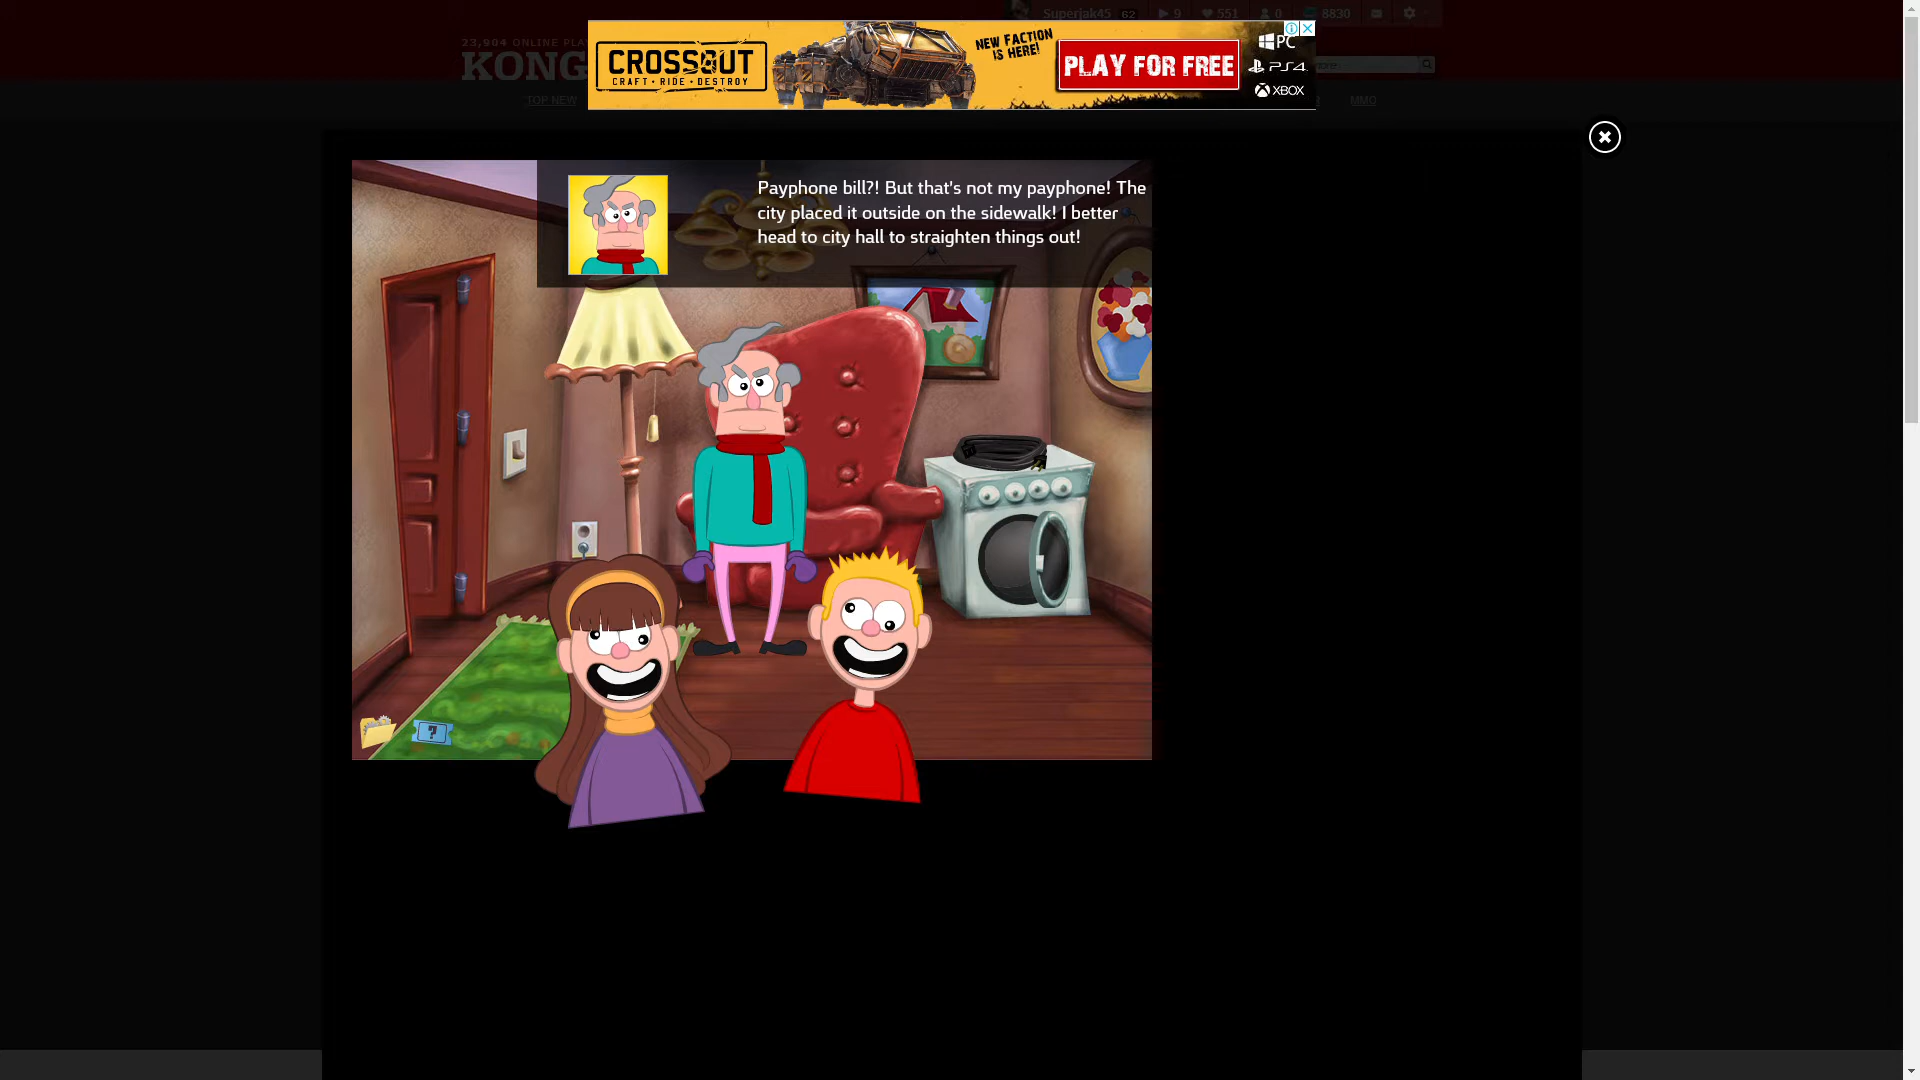 Superjak45 62 9 551 0 8830
23,904 ONLINE PLA
KONG
TOP NEW
MMO
CROSSOUT
CRAFT • RIDE • DESTROY
NEW FACTION
IS HERE!
PLAY FOR FREE
PC
PS4
XBOX
Payphone bill?! But that's not my payphone! The
city placed it outside on the sidewalk! I better
head to city hall to straighten things out!
?